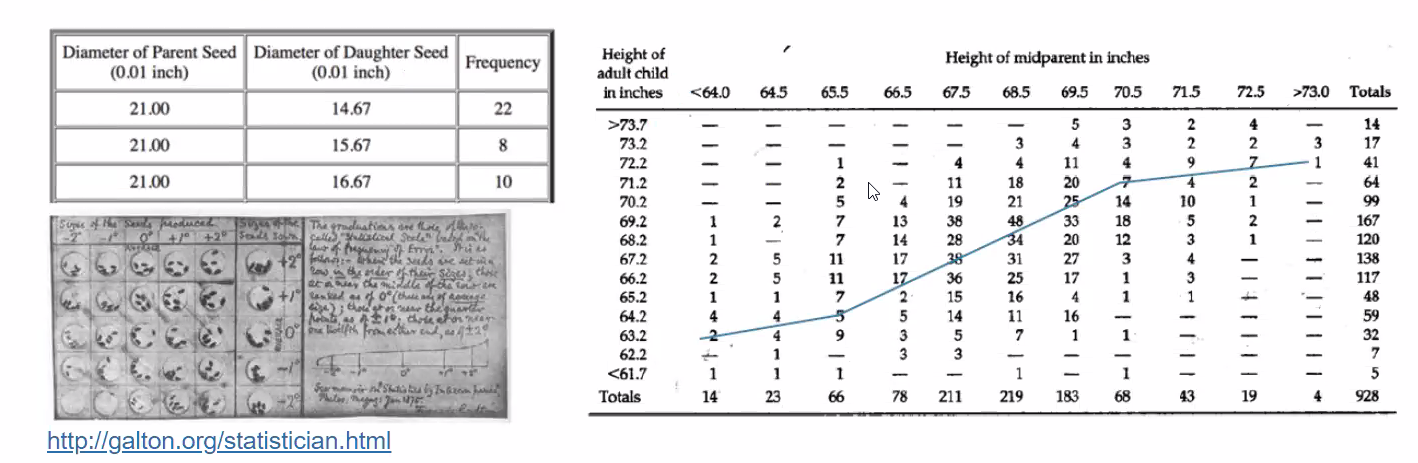 Diameter of Parent Seed Diameter of Daughter Seed Frequency
(0.01 inch) (0.01 inch)
21.00 14.67 22
21.00 15.67 8
21.00 16.67 10
Sizes of the Seeds produced
-2° -1° 0° +1° +2°
Sizes of the
Seeds Sown
+2°
+1°
0°
-1°
-2°
The graduations are those of the so-
called "Statistical Scale" based on the
law of frequency of Error".
row in the order of their sizes; those
at or near the middle of the row are
ranked as of 0° (these are of average
size); those at or near the quarter
points, as of ±1°; those at or near
one twelfth from either end, as of ±2°
http://galton.org/statistician.html
Height of Height of midparent in inches
adult child
in inches <64.0 64.5 65.5 66.5 67.5 68.5 69.5 70.5 71.5 72.5 >73.0 Totals
>73.7 — — — — — — 5 3 2 4 — 14
73.2 — — — — — 3 4 3 2 2 3 17
72.2 — — 1 — 4 4 11 4 9 7 1 41
71.2 — — 2 — 11 18 20 7 4 2 — 64
70.2 — — 5 4 19 21 25 14 10 1 — 99
69.2 1 2 7 13 38 48 33 18 5 2 — 167
68.2 1 — 7 14 28 34 20 12 3 1 — 120
67.2 2 5 11 17 38 31 27 3 4 — — 138
66.2 2 5 11 17 36 25 17 1 3 — — 117
65.2 1 1 7 2 15 16 4 1 1 — — 48
64.2 4 4 5 5 14 11 16 — — — — 59
63.2 2 4 9 3 5 7 1 1 — — — 32
62.2 — 1 — 3 3 — — — — — — 7
<61.7 1 1 1 — — 1 — 1 — — — 5
Totals 14 23 66 78 211 219 183 68 43 19 4 928